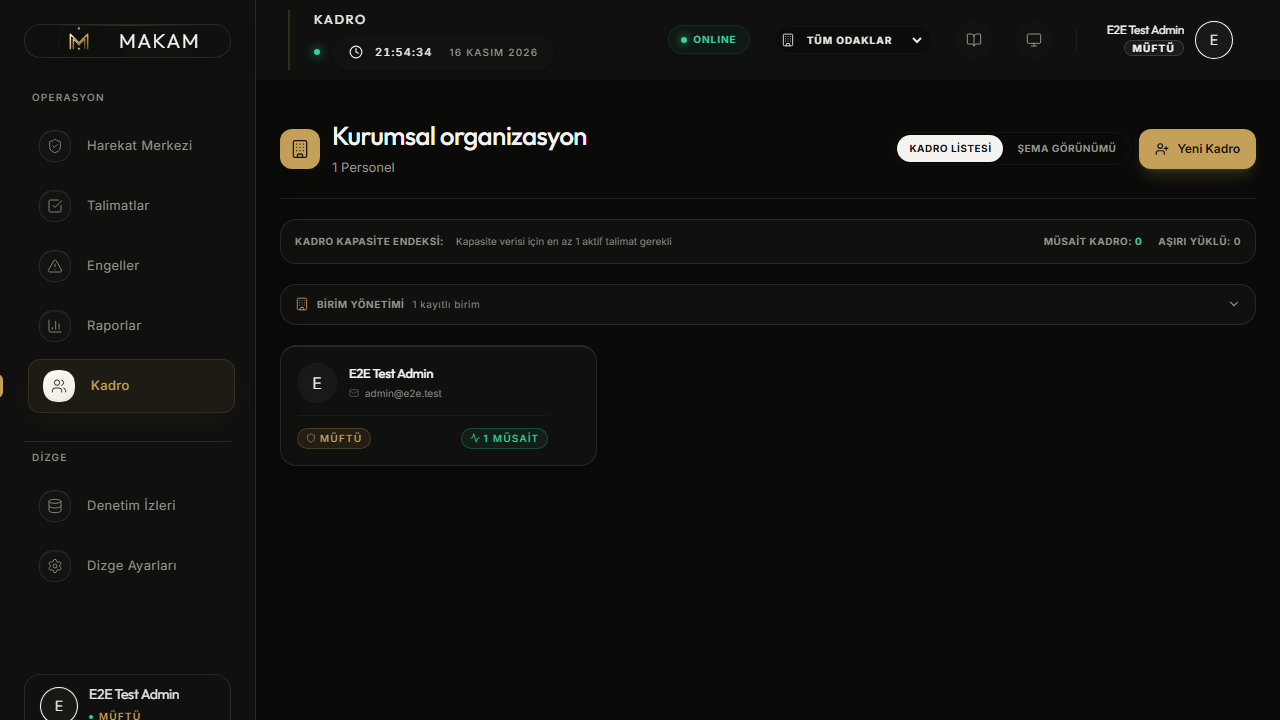 MAKAM
OPERASYON
Harekat Merkezi
Talimatlar
Engeller
Raporlar
Kadro
DİZGE
Denetim İzleri
Dizge Ayarları
E
E2E Test Admin
MÜFTÜ
KADRO
21:54:34 16 KASIM 2026
ONLINE
TÜM ODAKLAR
E2E Test Admin
MÜFTÜ
E
Kurumsal organizasyon
1 Personel
KADRO LİSTESİ ŞEMA GÖRÜNÜMÜ
Yeni Kadro
KADRO KAPASİTE ENDEKSİ: Kapasite verisi için en az 1 aktif talimat gerekli MÜSAİT KADRO: 0 AŞIRI YÜKLÜ: 0
BİRİM YÖNETİMİ 1 kayıtlı birim
E
E2E Test Admin
admin@e2e.test
MÜFTÜ 1 MÜSAİT